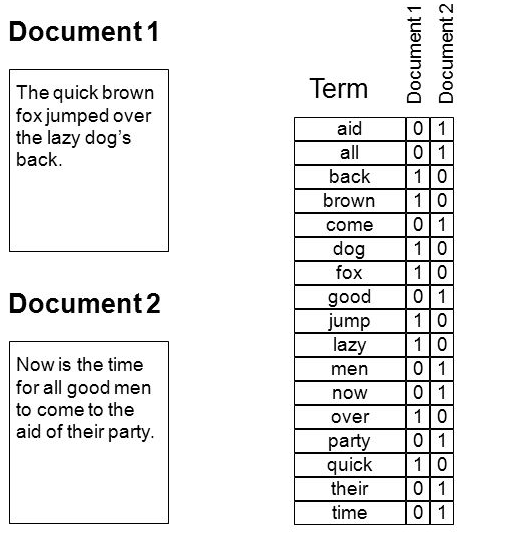 Document 1
The quick brown
fox jumped over
the lazy dog's
back.
Document 2
Now is the time
for all good men
to come to the
aid of their party.
Term Document 1 Document 2
aid 0 1
all 0 1
back 1 0
brown 1 0
come 0 1
dog 1 0
fox 1 0
good 0 1
jump 1 0
lazy 1 0
men 0 1
now 0 1
over 1 0
party 0 1
quick 1 0
their 0 1
time 0 1